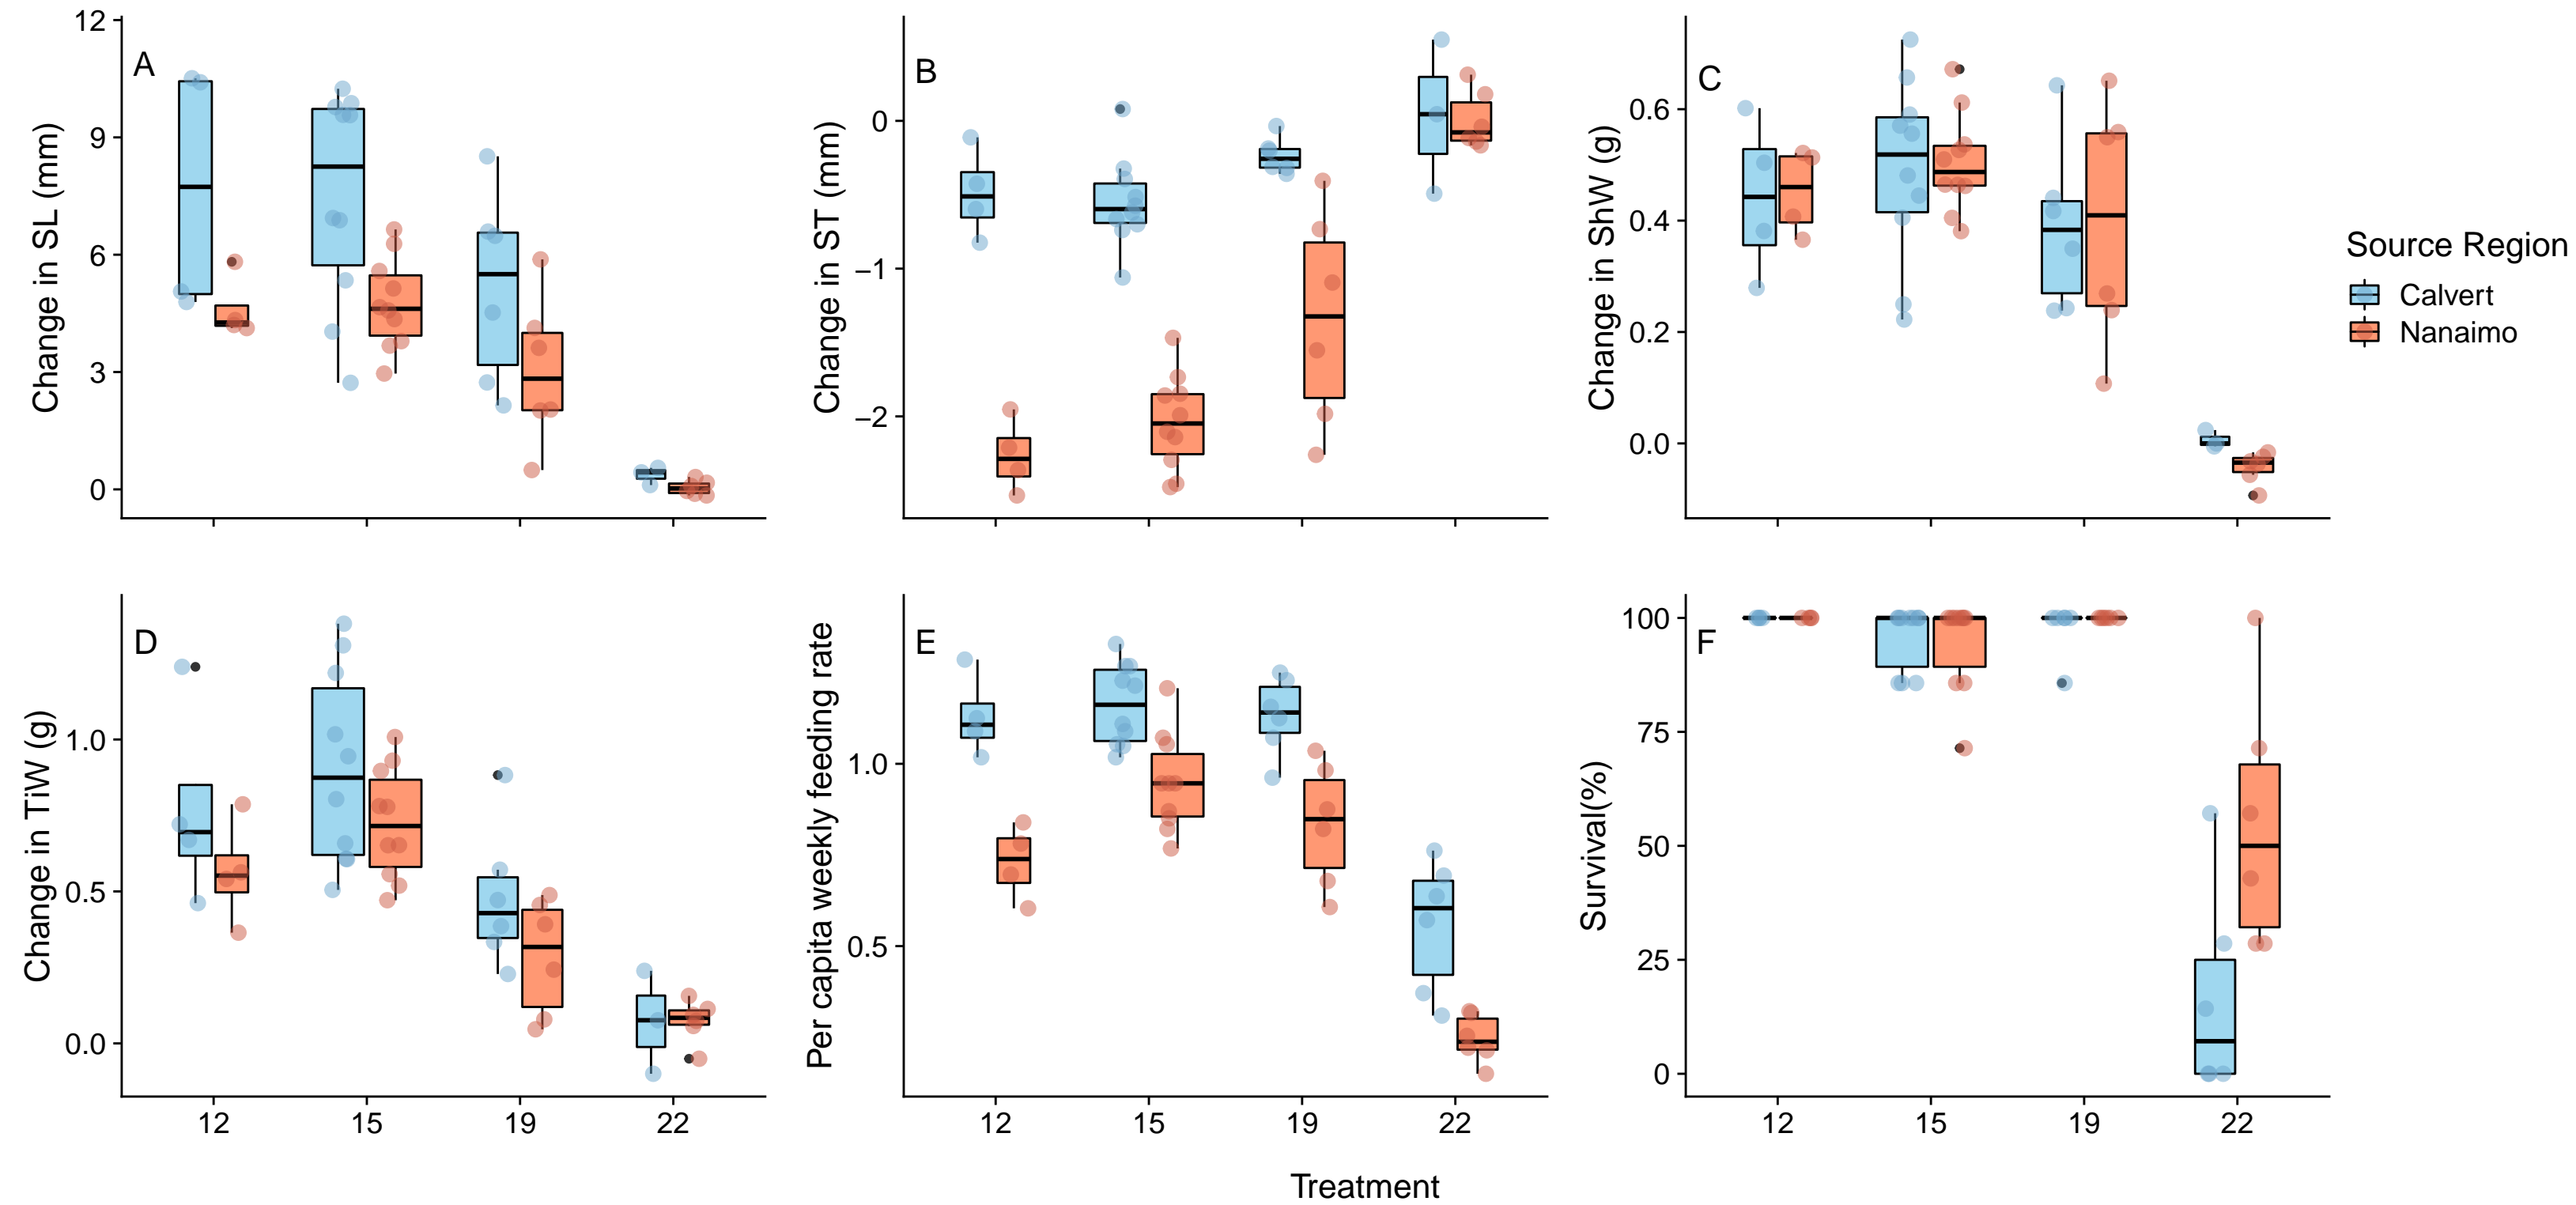 A
Change in SL (mm)
12
9
6
3
0
B
Change in ST (mm)
0
−1
−2
C
Change in ShW (g)
0.6
0.4
0.2
0.0
Source Region
Calvert
Nanaimo
D
Change in TiW (g)
1.0
0.5
0.0
12 15 19 22
E
Per capita weekly feeding rate
1.0
0.5
12 15 19 22
F
Survival(%)
100
75
50
25
0
12 15 19 22
Treatment